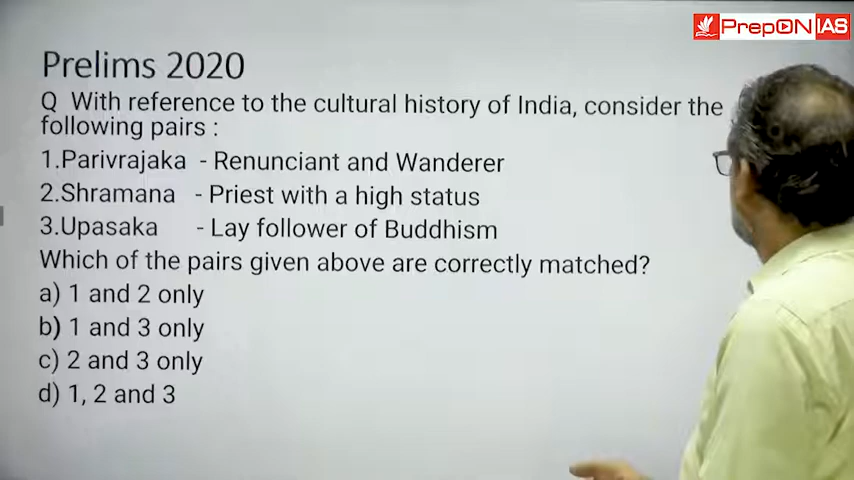 PrepON IAS
Prelims 2020
Q With reference to the cultural history of India, consider the
following pairs :
1.Parivrajaka - Renunciant and Wanderer
2.Shramana - Priest with a high status
3.Upasaka - Lay follower of Buddhism
Which of the pairs given above are correctly matched?
a) 1 and 2 only
b) 1 and 3 only
c) 2 and 3 only
d) 1, 2 and 3